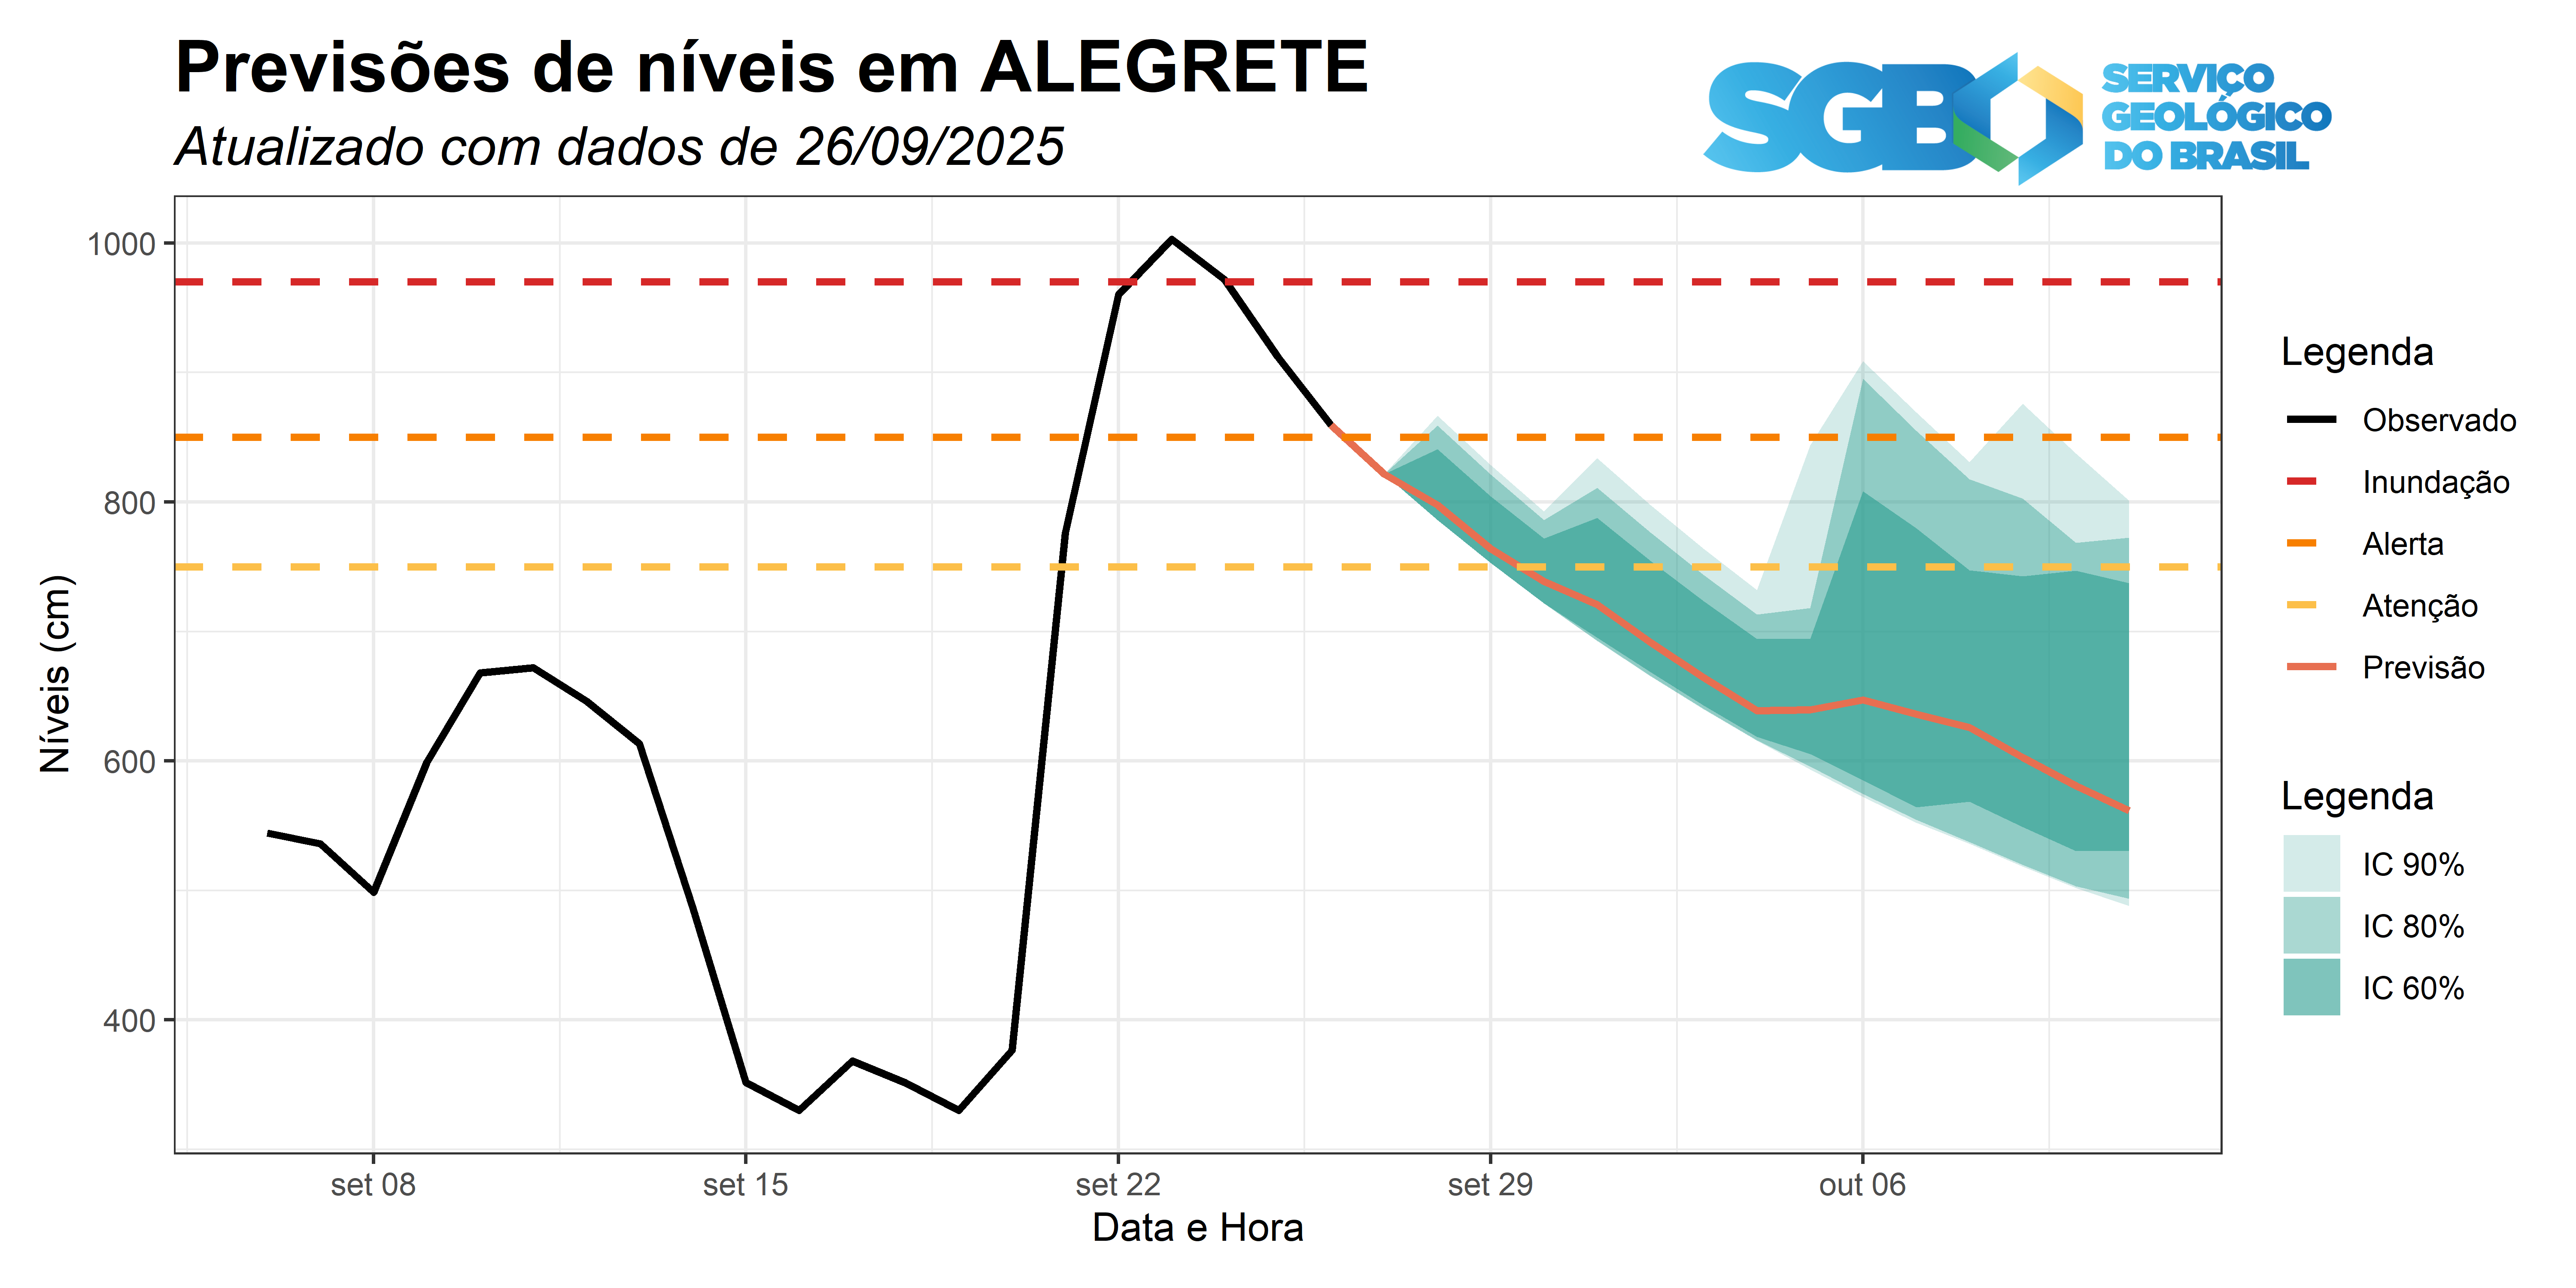 Previsões de níveis em ALEGRETE
Atualizado com dados de 26/09/2025
SGB
SERVIÇO
GEOLÓGICO
DO BRASIL
1000
800
600
400
Níveis (cm)
set 08
set 15
set 22
set 29
out 06
Data e Hora
Legenda
Observado
Inundação
Alerta
Atenção
Previsão
Legenda
IC 90%
IC 80%
IC 60%